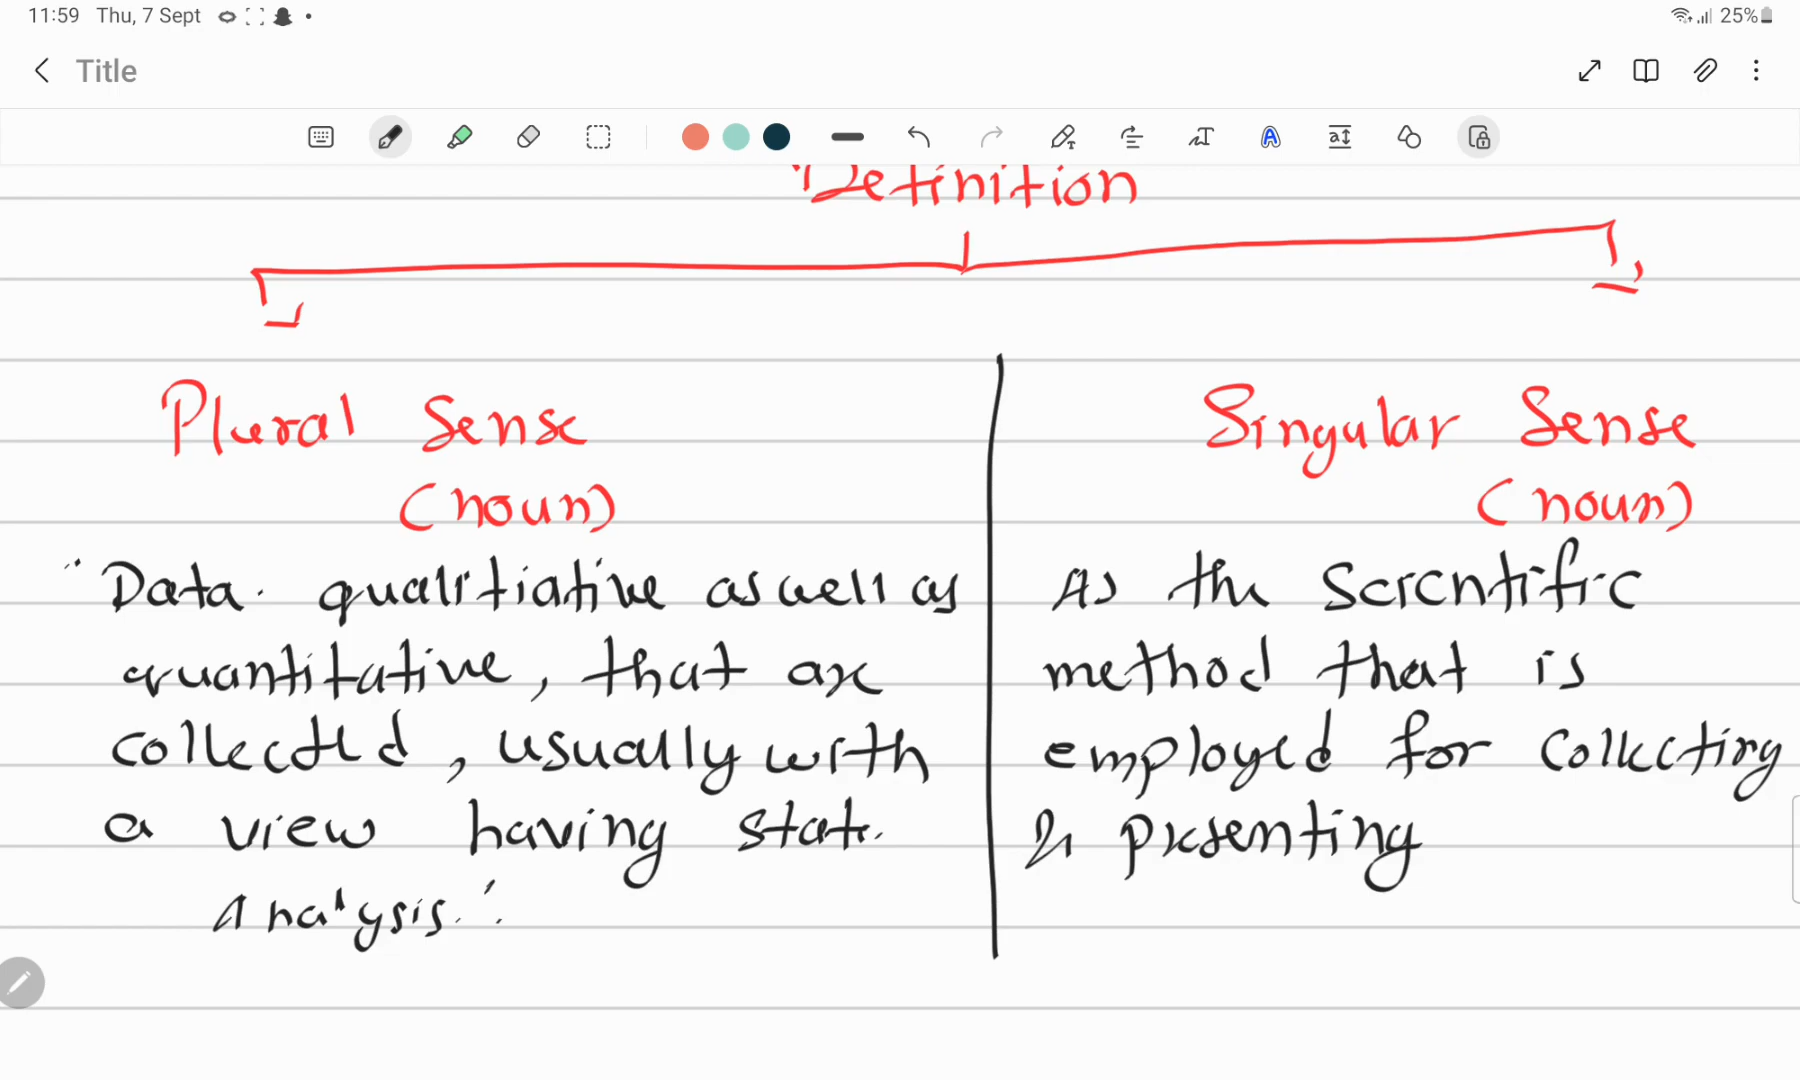 11:59 Thu, 7 Sept 25%
Title
Definition
Plural Sense
(noun)
Singular Sense
(noun)
"Data. qualitiative as well as
quantitative, that are
collected, usually with
a view having stat.
Analysis."
As the Scientific
method that is
employed for collecting
& presenting